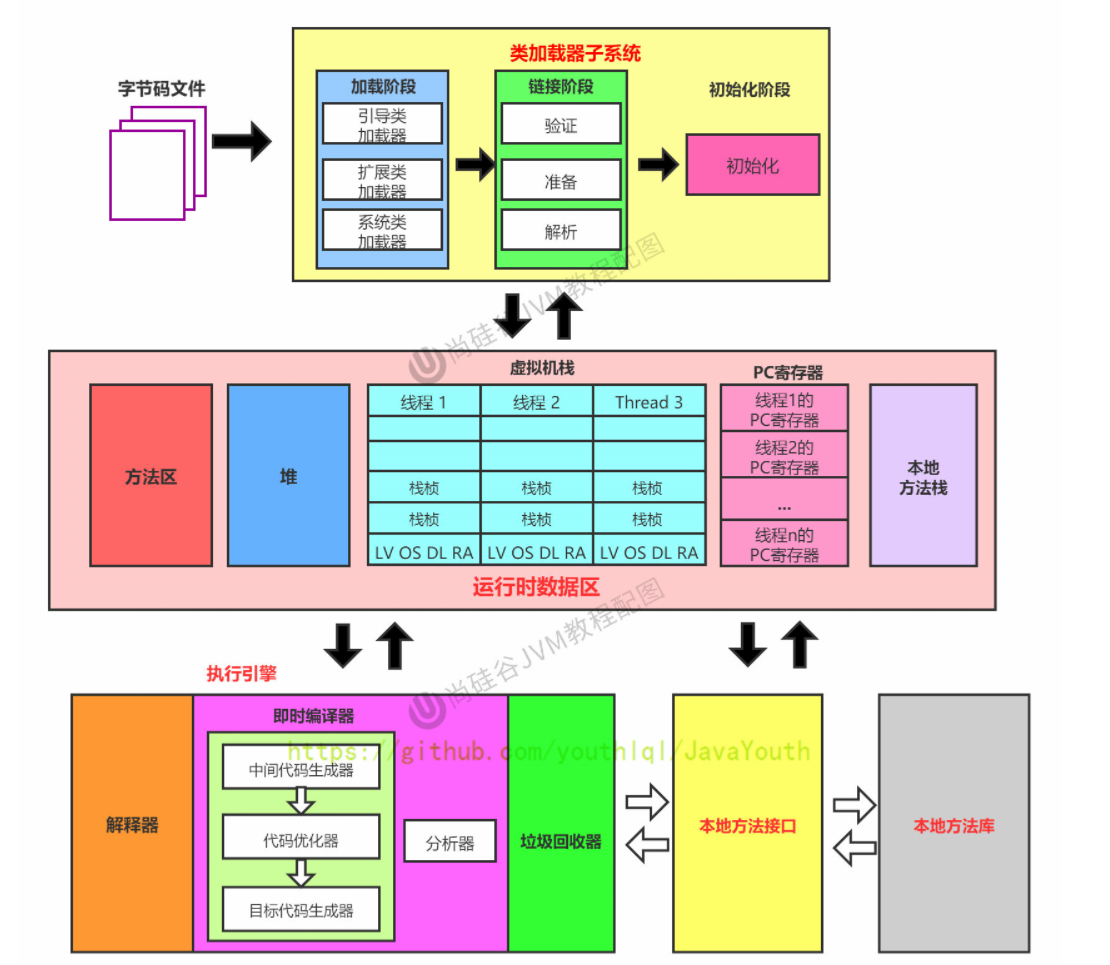 类加载器子系统
字节码文件
加载阶段
引导类
加载器
扩展类
加载器
系统类
加载器
链接阶段
验证
准备
解析
初始化阶段
初始化
尚硅谷JVM教程配图
方法区
堆
虚拟机栈
线程 1
线程 2
Thread 3
栈桢
栈桢
栈桢
栈桢
栈桢
栈桢
LV OS DL RA
LV OS DL RA
LV OS DL RA
PC寄存器
线程1的
PC寄存器
线程2的
PC寄存器
...
线程n的
PC寄存器
本地
方法栈
运行时数据区
尚硅谷JVM教程配图
执行引擎
解释器
即时编译器
https://github.com/youthlql/JavaYouth
中间代码生成器
代码优化器
目标代码生成器
分析器
垃圾回收器
本地方法接口
本地方法库